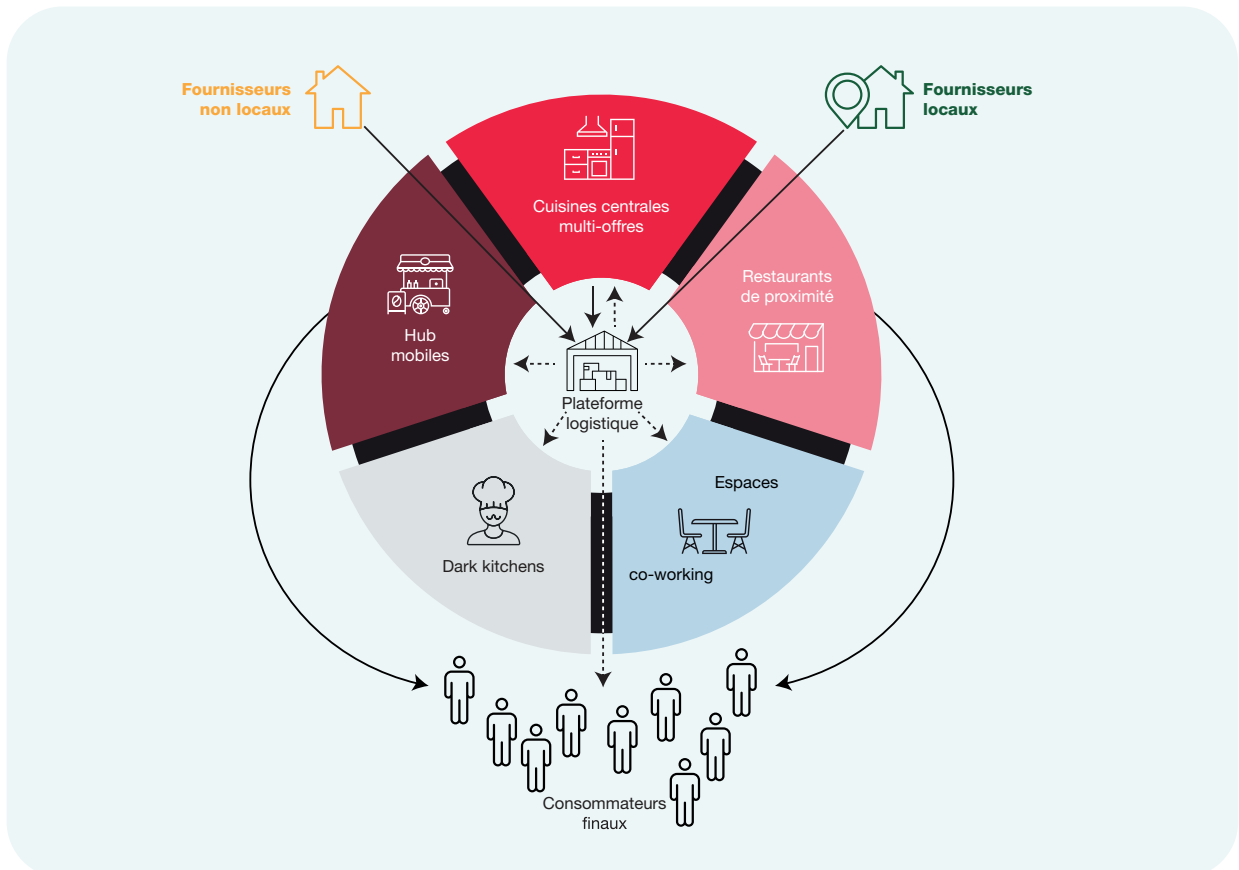 Fournisseurs
non locaux
Fournisseurs
locaux
Cuisines centrales
multi-offres
Restaurants
de proximité
Hub
mobiles
Plateforme
logistique
Espaces
co-working
Dark kitchens
Consommateurs
finaux